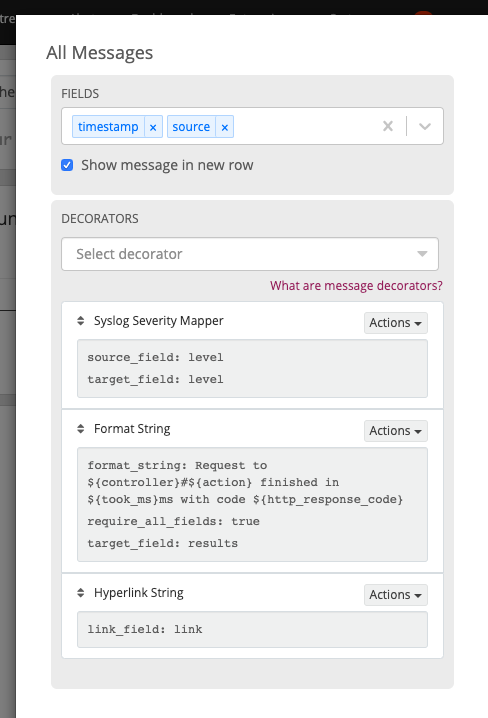 All Messages
FIELDS
timestamp × source ×
Show message in new row
DECORATORS
Select decorator
What are message decorators?
Syslog Severity Mapper
Actions
source_field: level
target_field: level
Format String
Actions
format_string: Request to
${controller}#${action} finished in
${took_ms}ms with code ${http_response_code}
require_all_fields: true
target_field: results
Hyperlink String
Actions
link_field: link